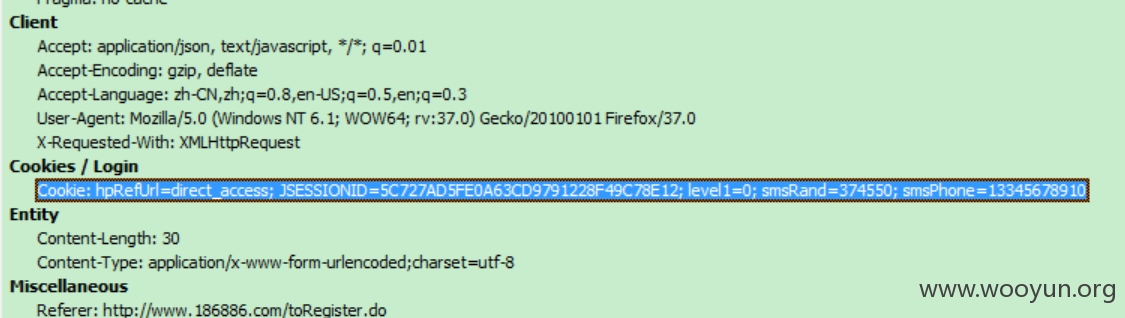 Pragma: no-cache
Client
Accept: application/json, text/javascript, */*; q=0.01
Accept-Encoding: gzip, deflate
Accept-Language: zh-CN,zh;q=0.8,en-US;q=0.5,en;q=0.3
User-Agent: Mozilla/5.0 (Windows NT 6.1; WOW64; rv:37.0) Gecko/20100101 Firefox/37.0
X-Requested-With: XMLHttpRequest
Cookies / Login
Cookie: hpRefUrl=direct_access; JSESSIONID=5C727AD5FE0A63CD9791228F49C78E12; level1=0; smsRand=374550; smsPhone=13345678910
Entity
Content-Length: 30
Content-Type: application/x-www-form-urlencoded;charset=utf-8
Miscellaneous
Referer: http://www.186886.com/toRegister.do
www.wooyun.org